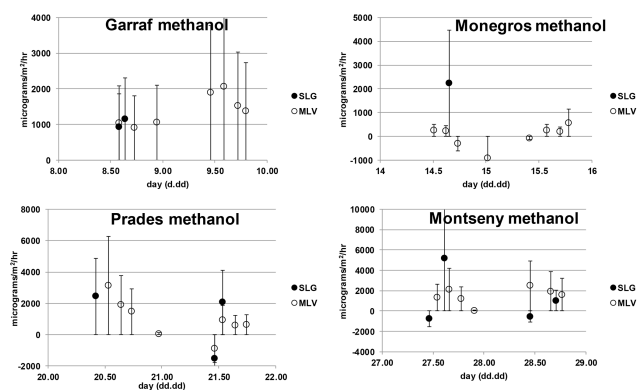 Garraf methanol
4000
3000
2000
1000
0
micrograms/m²/hr
8.00 8.50 9.00 9.50 10.00
day (d.dd)
SLG
MLV
Monegros methanol
5000
4000
3000
2000
1000
0
-1000
micrograms/m²/hr
14 14.5 15 15.5 16
day (dd.dd)
SLG
MLV
Prades methanol
8000
6000
4000
2000
0
-2000
micrograms/m²/hr
20.00 20.50 21.00 21.50 22.00
day (dd.dd)
SLG
MLV
Montseny methanol
10000
8000
6000
4000
2000
0
-2000
-4000
micrograms/m²/hr
27.00 27.50 28.00 28.50 29.00
day (dd.dd)
SLG
MLV